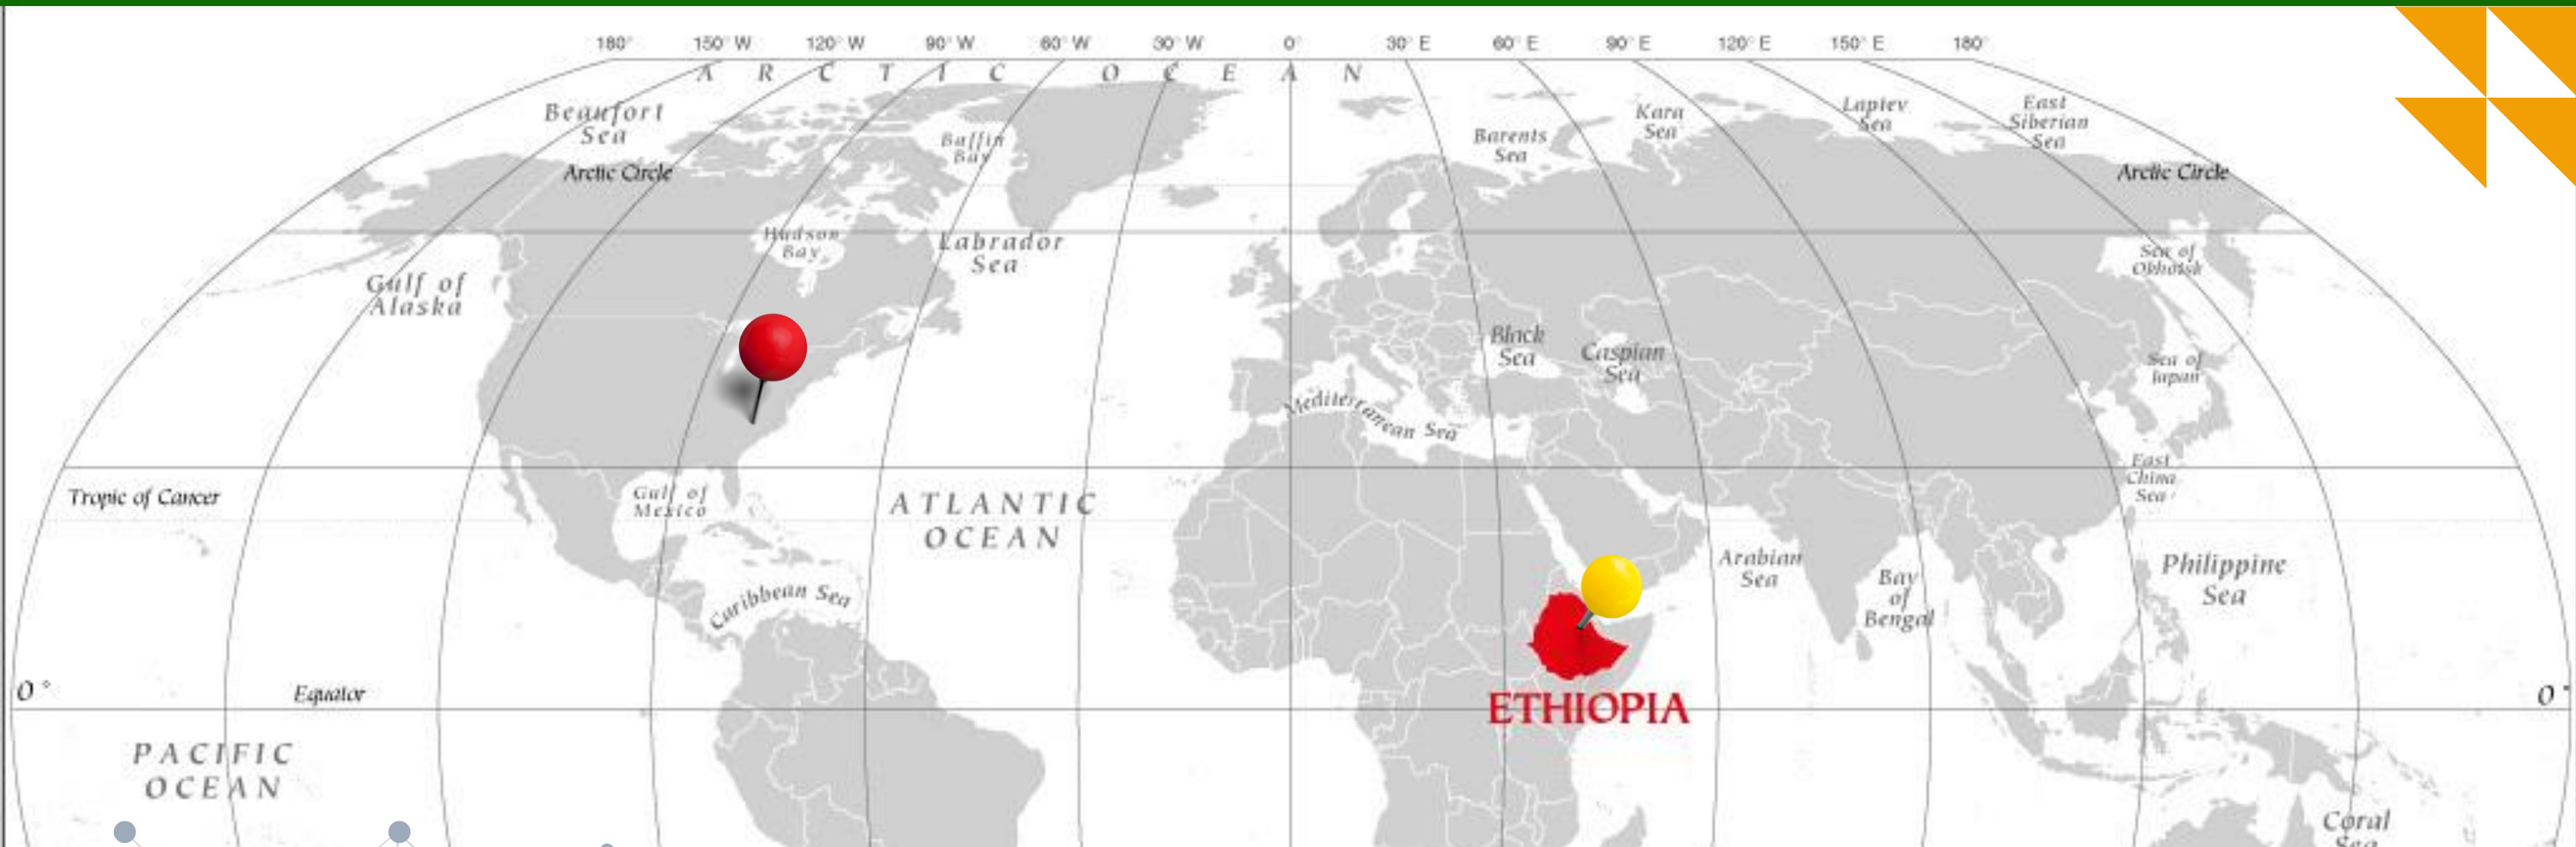 180° 150° W 120° W 90° W 60° W 30° W 0 30° E 60° E 90° E 120° E 150° E 180
ARCTIC OCEAN
Beaufort
Sea
Baffin
Bay
Barents
Sea
Kara
Sea
Laptev
Sea
East
Siberian
Sea
Arctic Circle
Arctic Circle
Hudson
Bay
Labrador
Sea
Gulf of
Alaska
Sea of
Okhotsk
Black
Sea
Caspian
Sea
Sea of
Japan
Mediterranean Sea
East
China
Sea
Tropic of Cancer
Gulf of
Mexico
ATLANTIC
OCEAN
Arabian
Sea
Bay
of
Bengal
Philippine
Sea
Caribbean Sea
0°
Equator
ETHIOPIA
0°
PACIFIC
OCEAN
Coral
Sea